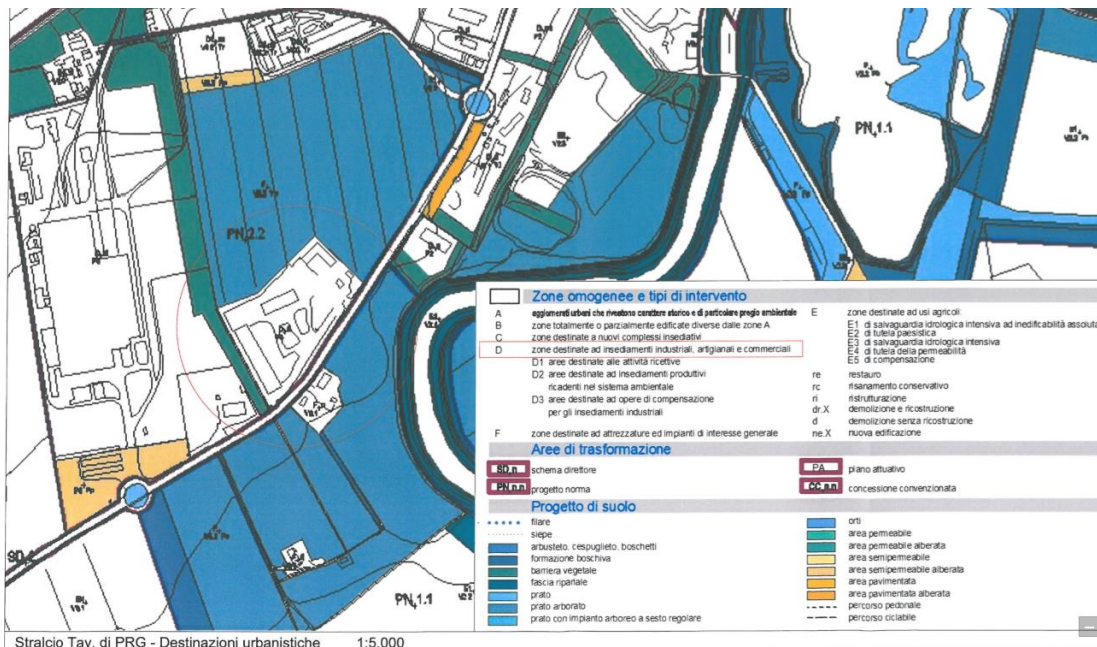 PN,2.2
PN,1.1
PN,1.1
Zone omogenee e tipi di intervento
A agglomerati urbani che rivestono carattere storico e di particolare pregio ambientale
B zone totalmente o parzialmente edificate diverse dalle zone A
C zone destinate a nuovi complessi insediativi
D zone destinate ad insediamenti industriali, artigianali e commerciali
D1 aree destinate alle attività ricettive
D2 aree destinate ad insediamenti produttivi
ricadenti nel sistema ambientale
D3 aree destinate ad opere di compensazione
per gli insediamenti industriali
F zone destinate ad attrezzature ed impianti di interesse generale
E zone destinate ad usi agricoli:
E1 di salvaguardia idrologica intensiva ad inedificabilità assoluta
E2 di tutela paesistica
E3 di salvaguardia idrologica intensiva
E4 di tutela della permeabilità
E5 di compensazione
re restauro
rc risanamento conservativo
ri ristrutturazione
dr.X demolizione e ricostruzione
d demolizione senza ricostruzione
ne.X nuova edificazione
Aree di trasformazione
SD.n schema direttore
PN,n.n progetto norma
PA piano attuativo
CC,n.n concessione convenzionata
Progetto di suolo
filare
siepe
arbusteto, cespuglieto, boschetti
formazione boschiva
barriera vegetale
fascia ripariale
prato
prato arborato
prato con impianto arboreo a sesto regolare
orti
area permeabile
area permeabile alberata
area semipermeabile
area semipermeabile alberata
area pavimentata
area pavimentata alberata
percorso pedonale
percorso ciclabile
Stralcio Tav. di PRG - Destinazioni urbanistiche 1:5.000